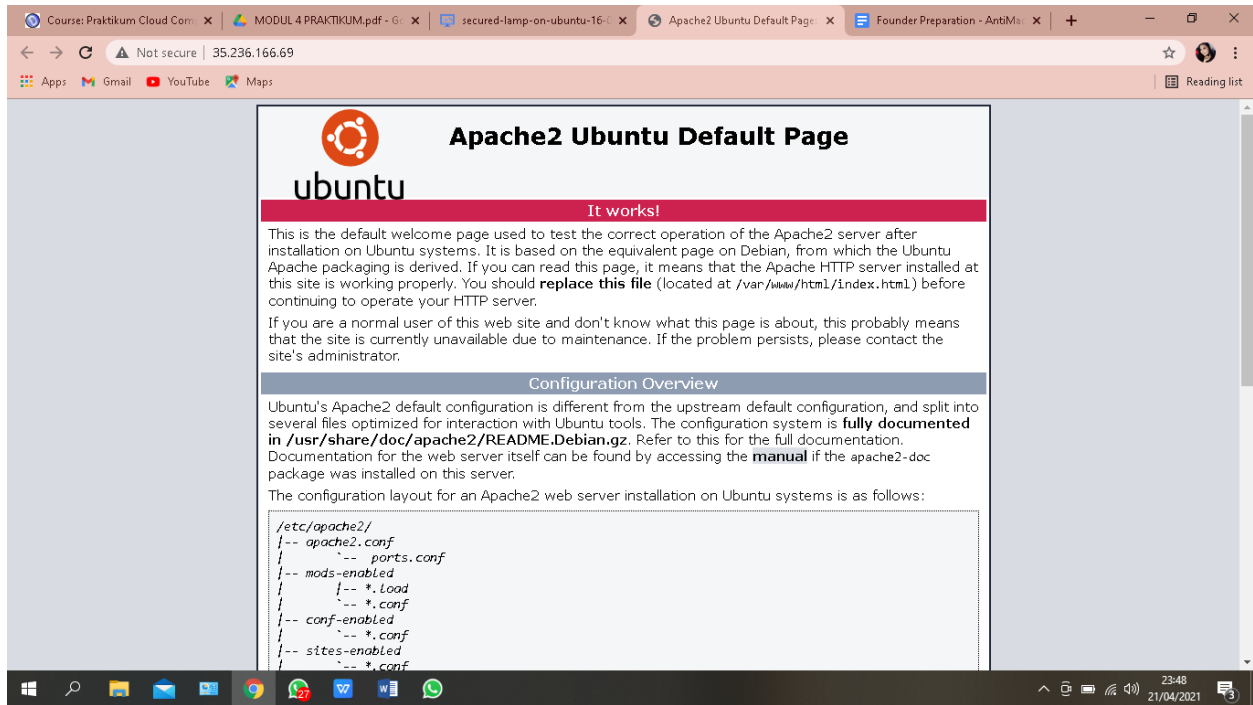 Course: Praktikum Cloud Com
MODUL 4 PRAKTIKUM.pdf - Go
secured-lamp-on-ubuntu-16-0
Apache2 Ubuntu Default Page:
Founder Preparation - AntiMa
Not secure | 35.236.166.69
Apps Gmail YouTube Maps
Reading list
ubuntu
Apache2 Ubuntu Default Page
It works!
This is the default welcome page used to test the correct operation of the Apache2 server after
installation on Ubuntu systems. It is based on the equivalent page on Debian, from which the Ubuntu
Apache packaging is derived. If you can read this page, it means that the Apache HTTP server installed at
this site is working properly. You should replace this file (located at /var/www/html/index.html) before
continuing to operate your HTTP server.
If you are a normal user of this web site and don't know what this page is about, this probably means
that the site is currently unavailable due to maintenance. If the problem persists, please contact the
site's administrator.
Configuration Overview
Ubuntu's Apache2 default configuration is different from the upstream default configuration, and split into
several files optimized for interaction with Ubuntu tools. The configuration system is fully documented
in /usr/share/doc/apache2/README.Debian.gz. Refer to this for the full documentation.
Documentation for the web server itself can be found by accessing the manual if the apache2-doc
package was installed on this server.
The configuration layout for an Apache2 web server installation on Ubuntu systems is as follows:
/etc/apache2/
|-- apache2.conf
|       `--  ports.conf
|-- mods-enabled
|       |-- *.load
|       `-- *.conf
|-- conf-enabled
|       `-- *.conf
|-- sites-enabled
|       `-- *.conf
27
W
23:48
21/04/2021
3